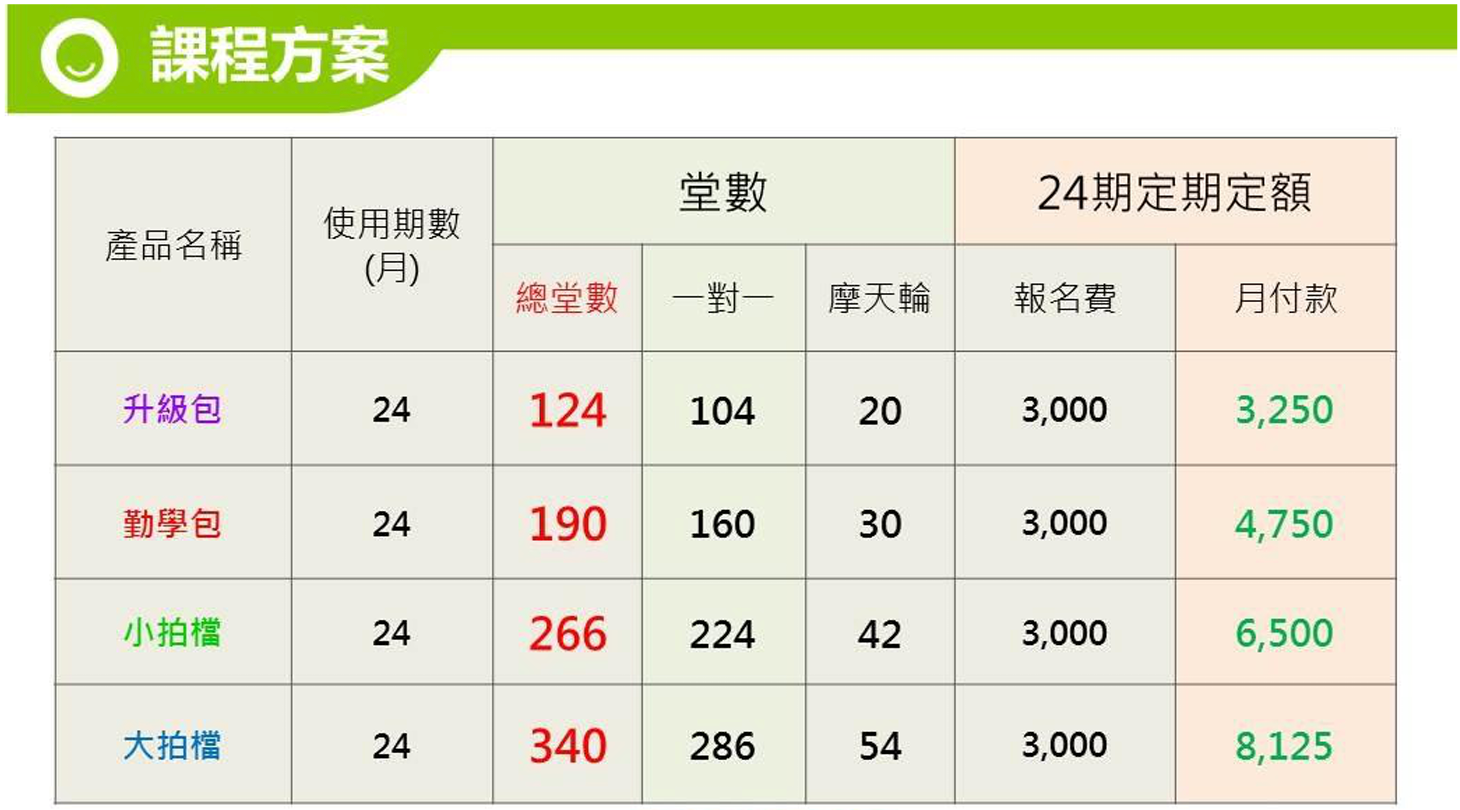 課程方案
產品名稱 使用期數 (月) 堂數 24期定期定額
總堂數 一對一 摩天輪 報名費 月付款
升級包 24 124 104 20 3,000 3,250
勤學包 24 190 160 30 3,000 4,750
小拍檔 24 266 224 42 3,000 6,500
大拍檔 24 340 286 54 3,000 8,125